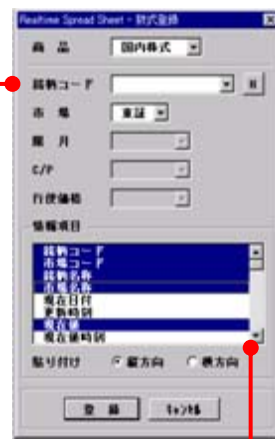 Realtime Spread Sheet - 株式登録
商 品 国内株式
銘柄コード
市 場 東証
限 月
C/P
行使価格
情報項目
銘柄コード
市場コード
銘柄名称
市場名称
現在日付
更新時刻
現在値
現在値時刻
貼り付け 縦方向 横方向
登 録 キャンセル